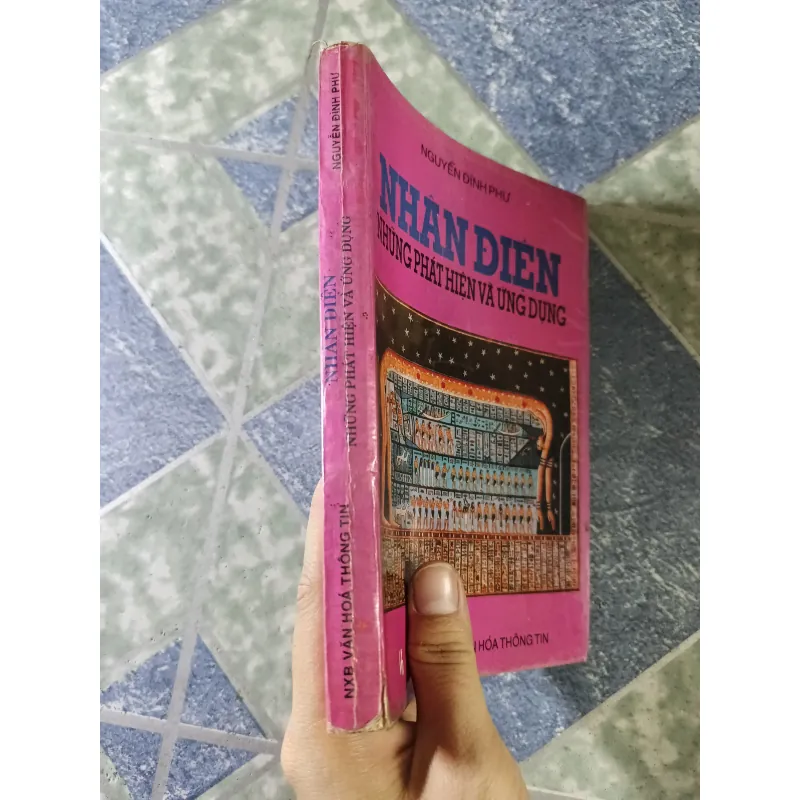 NGUYỄN ĐÌNH PHƯ
NHÂN ĐIỆN
NHỮNG PHÁT HIỆN VÀ ỨNG DỤNG
NXB VĂN HOÁ THÔNG TIN
NGUYỄN ĐÌNH PHƯ
NHÂN ĐIỆN
NHỮNG PHÁT HIỆN VÀ ỨNG DỤNG
HÓA THÔNG TIN